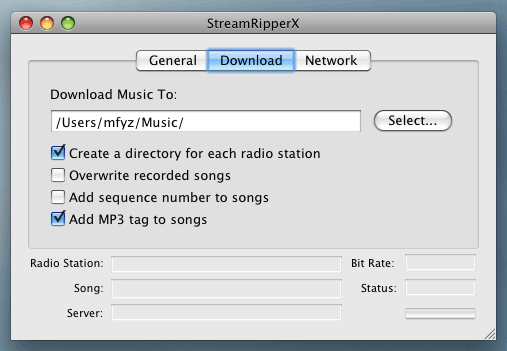 StreamRipperX
General Download Network
Download Music To:
/Users/mfyz/Music/ Select...
Create a directory for each radio station
Overwrite recorded songs
Add sequence number to songs
Add MP3 tag to songs
Radio Station: Bit Rate:
Song: Status:
Server: